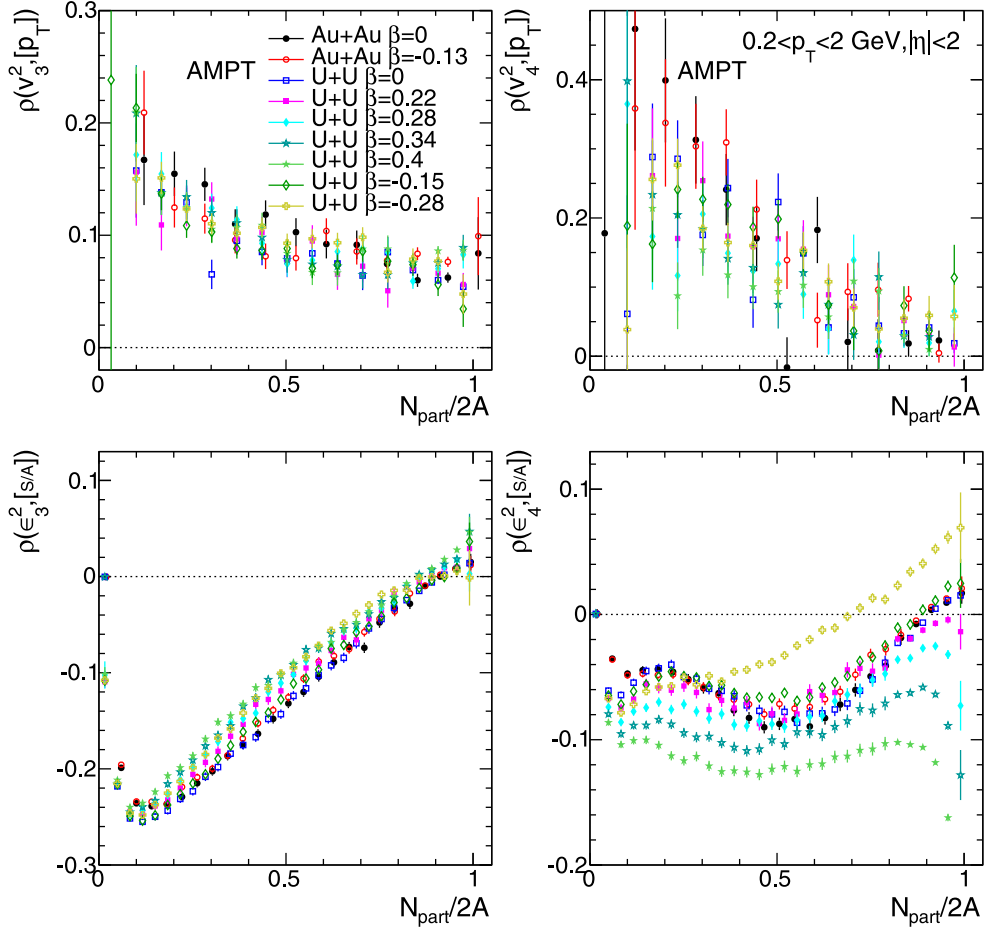 ρ(v₃²,[p_T])
0.3
0.2
0.1
0
AMPT
Au+Au β=0
Au+Au β=-0.13
U+U β=0
U+U β=0.22
U+U β=0.28
U+U β=0.34
U+U β=0.4
U+U β=-0.15
U+U β=-0.28
0 0.5 1
N_part/2A
ρ(v₄²,[p_T])
0.2<p_T<2 GeV,|η|<2
AMPT
0.4
0.2
0
0 0.5 1
N_part/2A
ρ(ϵ₃²,[s/A])
0.1
0
-0.1
-0.2
-0.3
0 0.5 1
N_part/2A
ρ(ϵ₄²,[s/A])
0.1
0
-0.1
-0.2
0 0.5 1
N_part/2A